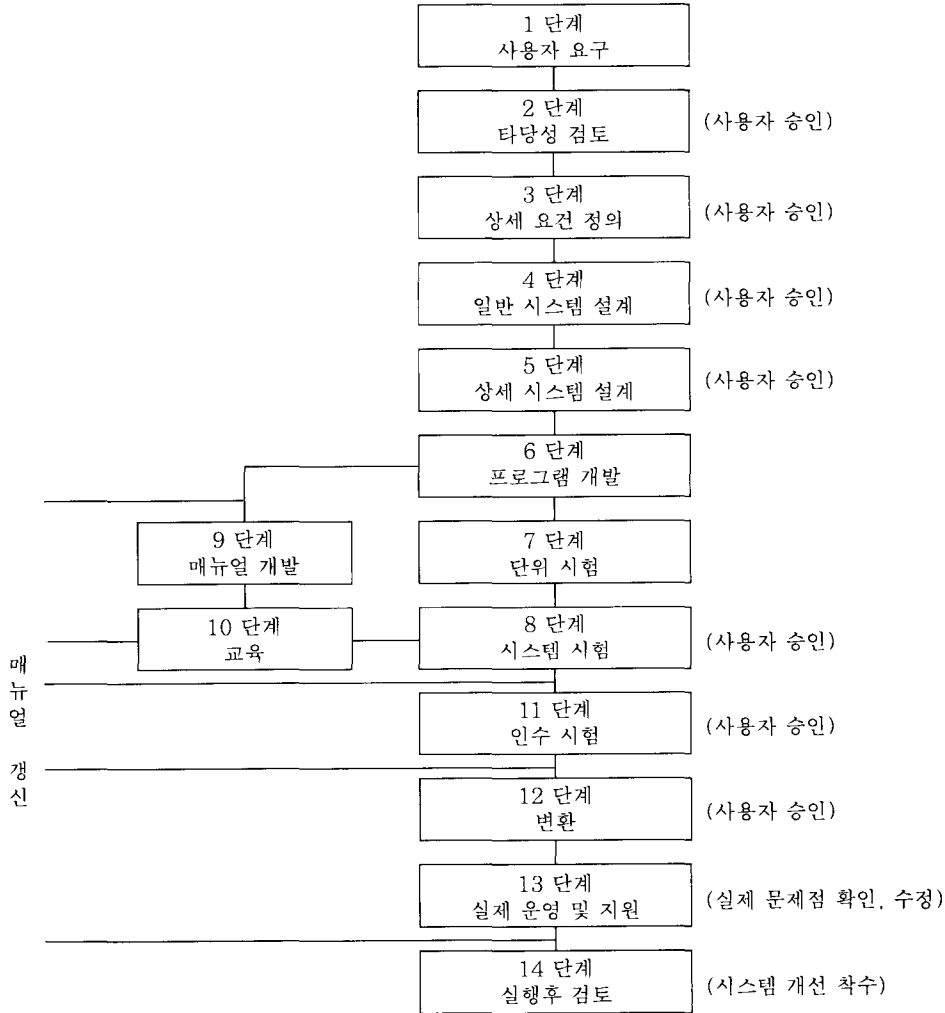 1 단계
사용자 요구
2 단계
타당성 검토
(사용자 승인)
3 단계
상세 요건 정의
(사용자 승인)
4 단계
일반 시스템 설계
(사용자 승인)
5 단계
상세 시스템 설계
(사용자 승인)
6 단계
프로그램 개발
9 단계
매뉴얼 개발
7 단계
단위 시험
10 단계
교육
8 단계
시스템 시험
(사용자 승인)
매뉴얼 갱신
11 단계
인수 시험
(사용자 승인)
12 단계
변환
(사용자 승인)
13 단계
실제 운영 및 지원
(실제 문제점 확인, 수정)
14 단계
실행후 검토
(시스템 개선 착수)